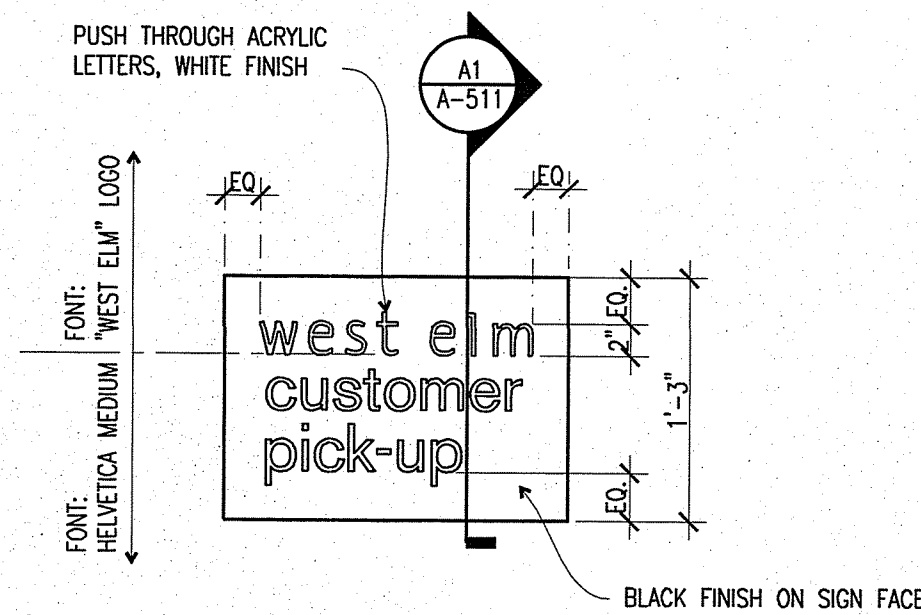 PUSH THROUGH ACRYLIC
LETTERS, WHITE FINISH
A1
A-511
EQ
EQ
FONT:
"WEST ELM" LOGO
FONT:
HELVETICA MEDIUM
west elm
customer
pick-up
EQ.
2"
EQ.
1'-3"
BLACK FINISH ON SIGN FACE